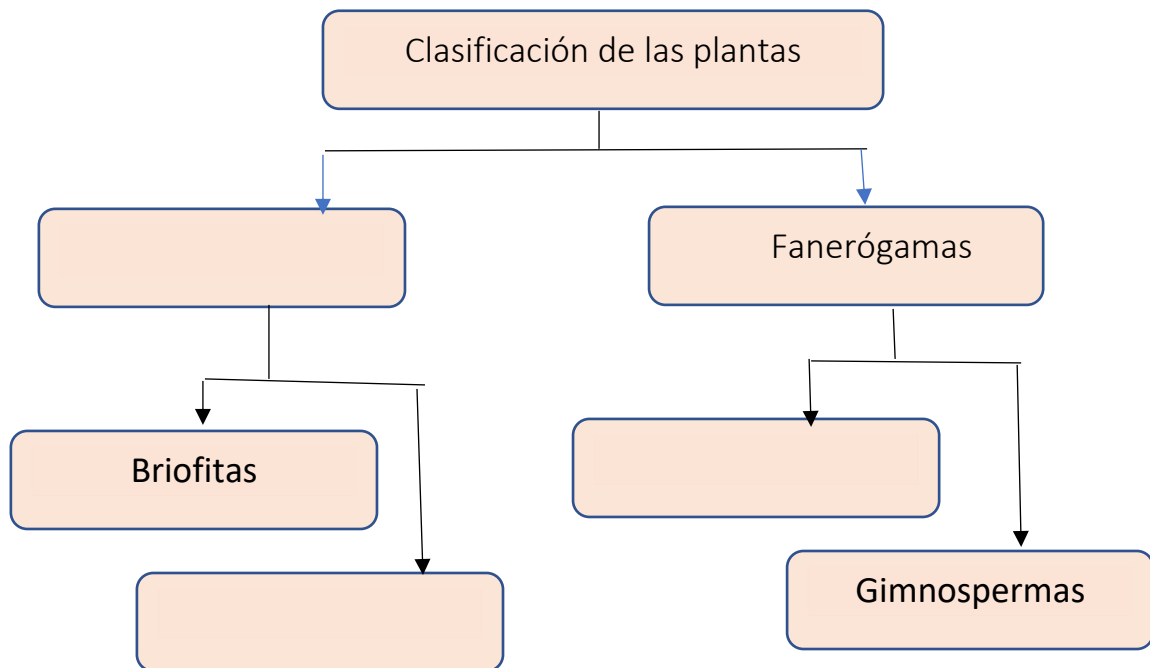 Clasificación de las plantas
Fanerógamas
Briofitas
Gimnospermas